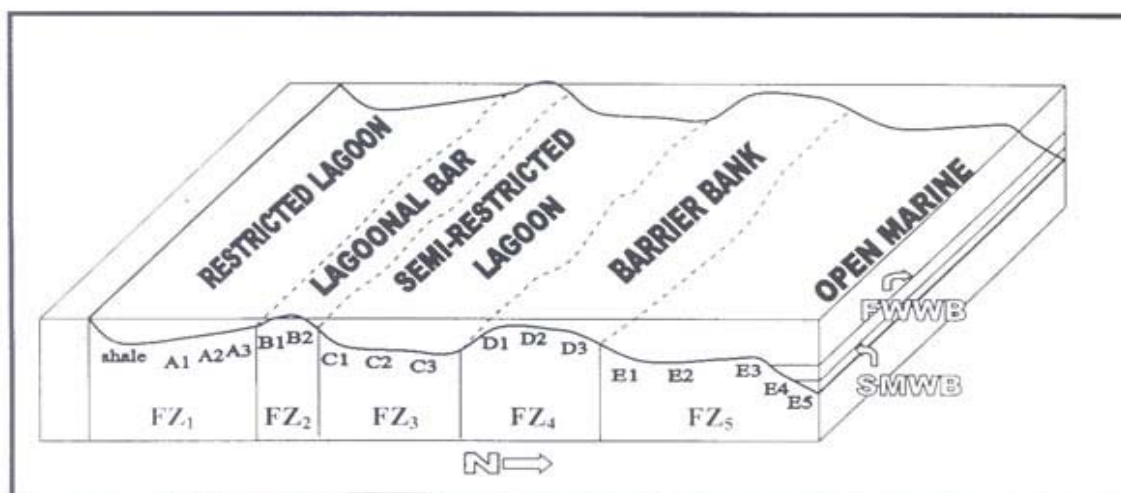 RESTRICTED LAGOON
LAGOONAL BAR
SEMI-RESTRICTED
LAGOON
BARRIER BANK
OPEN MARINE
FWWB
SMWB
shale A1 A2 A3 B1 B2 C1 C2 C3 D1 D2 D3 E1 E2 E3 E4 E5
FZ1 FZ2 FZ3 FZ4 FZ5
N